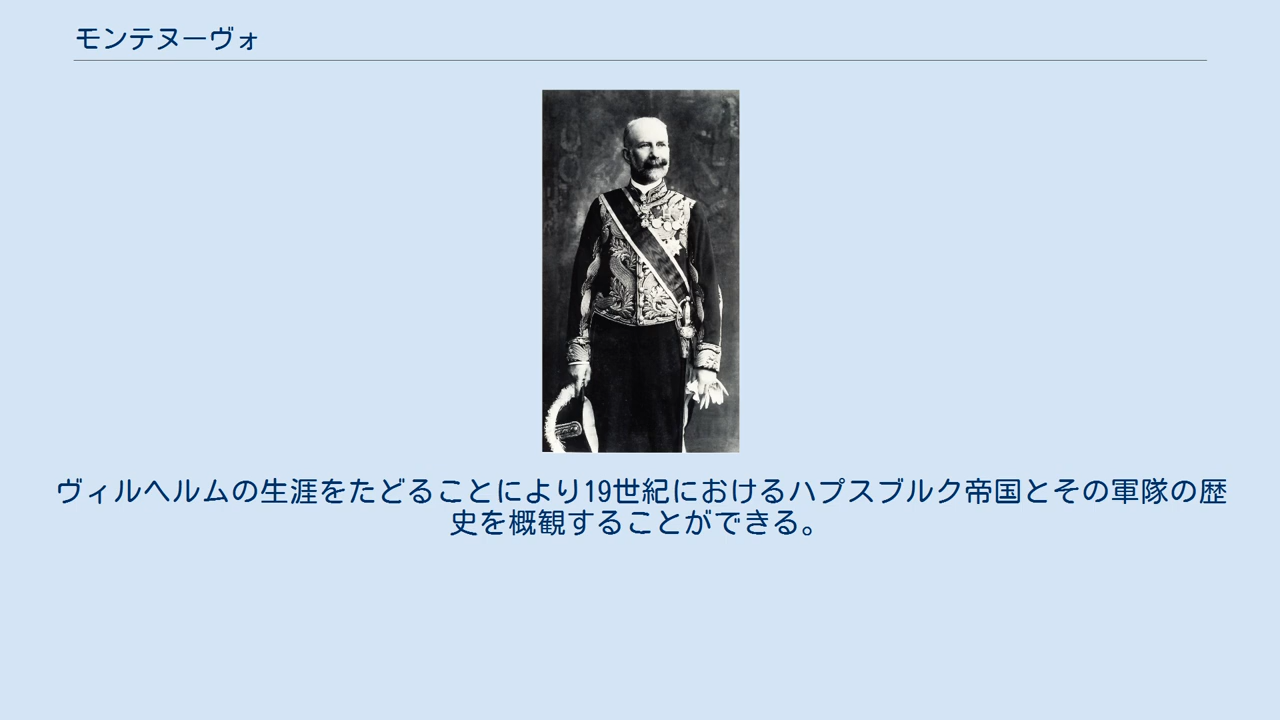 モンテヌーヴォ
ヴィルヘルムの生涯をたどることにより19世紀におけるハプスブルク帝国とその軍隊の歴
史を概観することができる。